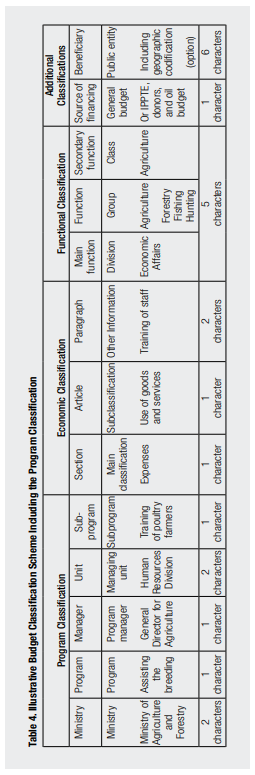 Table 4. Illustrative Budget Classification Scheme Including the Program Classification
Program Classification Economic Classification Functional Classification Additional Classifications
Ministry Program Manager Unit Sub-program Section Article Paragraph Main function Function Secondary function Source of financing Beneficiary
Ministry Program Program manager Managing unit Subprogram Main classification Subclassification Other Information Division Group Class General budget Public entity
Ministry of Agriculture and Forestry Assisting the breeding General Director for Agriculture Human Resources Division Training of poultry farmers Expenses Use of goods and services Training of staff Economic Affairs Agriculture Forestry Fishing Hunting Agriculture Or IPPTE, donors, and oil budget Including geographic codification (option)
2 characters 1 character 1 character 2 characters 1 character 1 character 1 character 2 characters 5 characters 1 character 6 characters